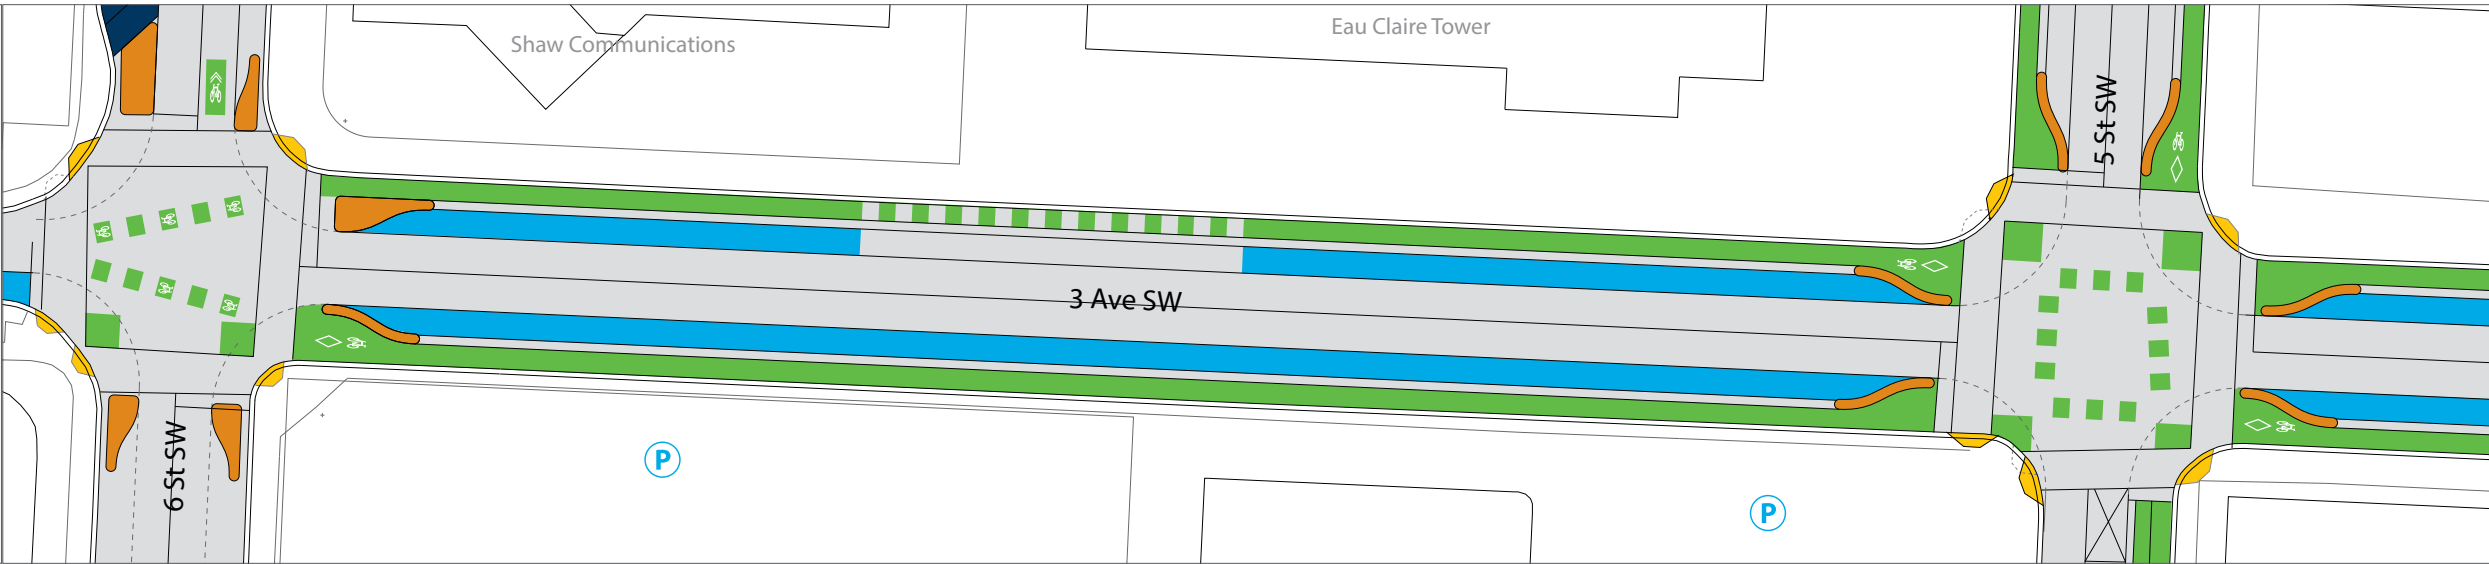 Shaw Communications
Eau Claire Tower
5 St SW
3 Ave SW
6 St SW
P
P